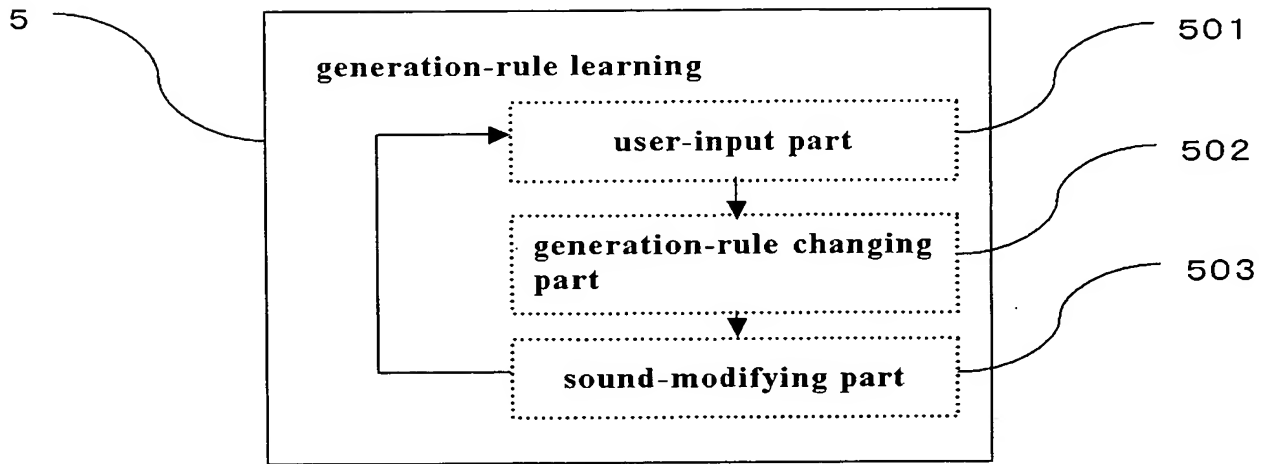 5
501
generation-rule learning
user-input part
502
generation-rule changing
part
503
sound-modifying part